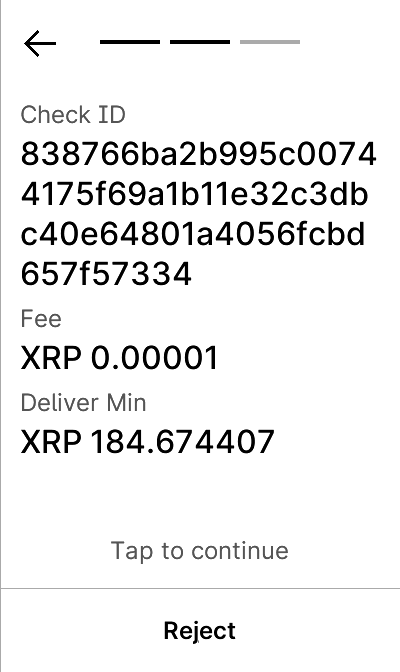 Check ID
838766ba2b995c0074
4175f69a1b11e32c3db
c40e64801a4056fcbd
657f57334
Fee
XRP 0.00001
Deliver Min
XRP 184.674407
Tap to continue
Reject